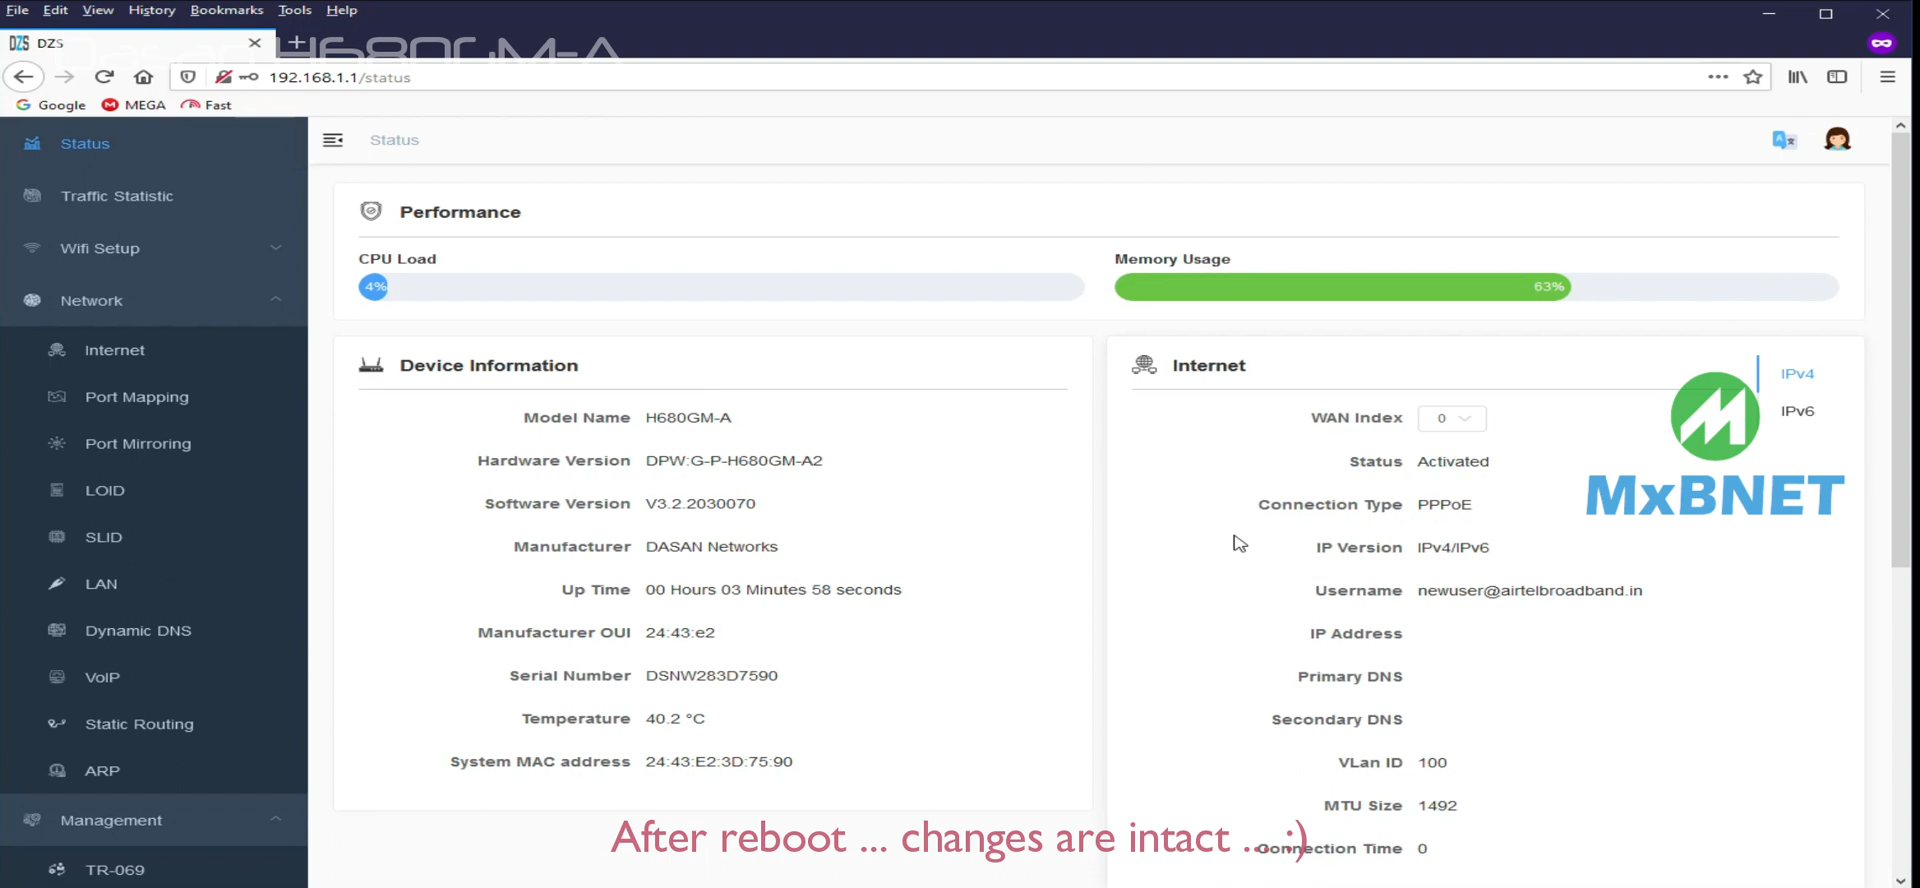 File Edit View History Bookmarks Tools Help
DZS DZS
Dasan H680GM-A
192.168.1.1/status
Google MEGA Fast
Status
Traffic Statistic
Wifi Setup
Network
Internet
Port Mapping
Port Mirroring
LOID
SLID
LAN
Dynamic DNS
VoIP
Static Routing
ARP
Management
TR-069
Status
Performance
CPU Load
4%
Memory Usage
63%
Device Information
Model Name H680GM-A
Hardware Version DPW:G-P-H680GM-A2
Software Version V3.2.2030070
Manufacturer DASAN Networks
Up Time 00 Hours 03 Minutes 58 seconds
Manufacturer OUI 24:43:e2
Serial Number DSNW283D7590
Temperature 40.2 °C
System MAC address 24:43:E2:3D:75:90
Internet
IPv4
IPv6
WAN Index 0
Status Activated
Connection Type PPPoE
IP Version IPv4/IPv6
Username newuser@airtelbroadband.in
IP Address
Primary DNS
Secondary DNS
VLan ID 100
MTU Size 1492
Connection Time 0
MxBNET
After reboot ... changes are intact ... :)